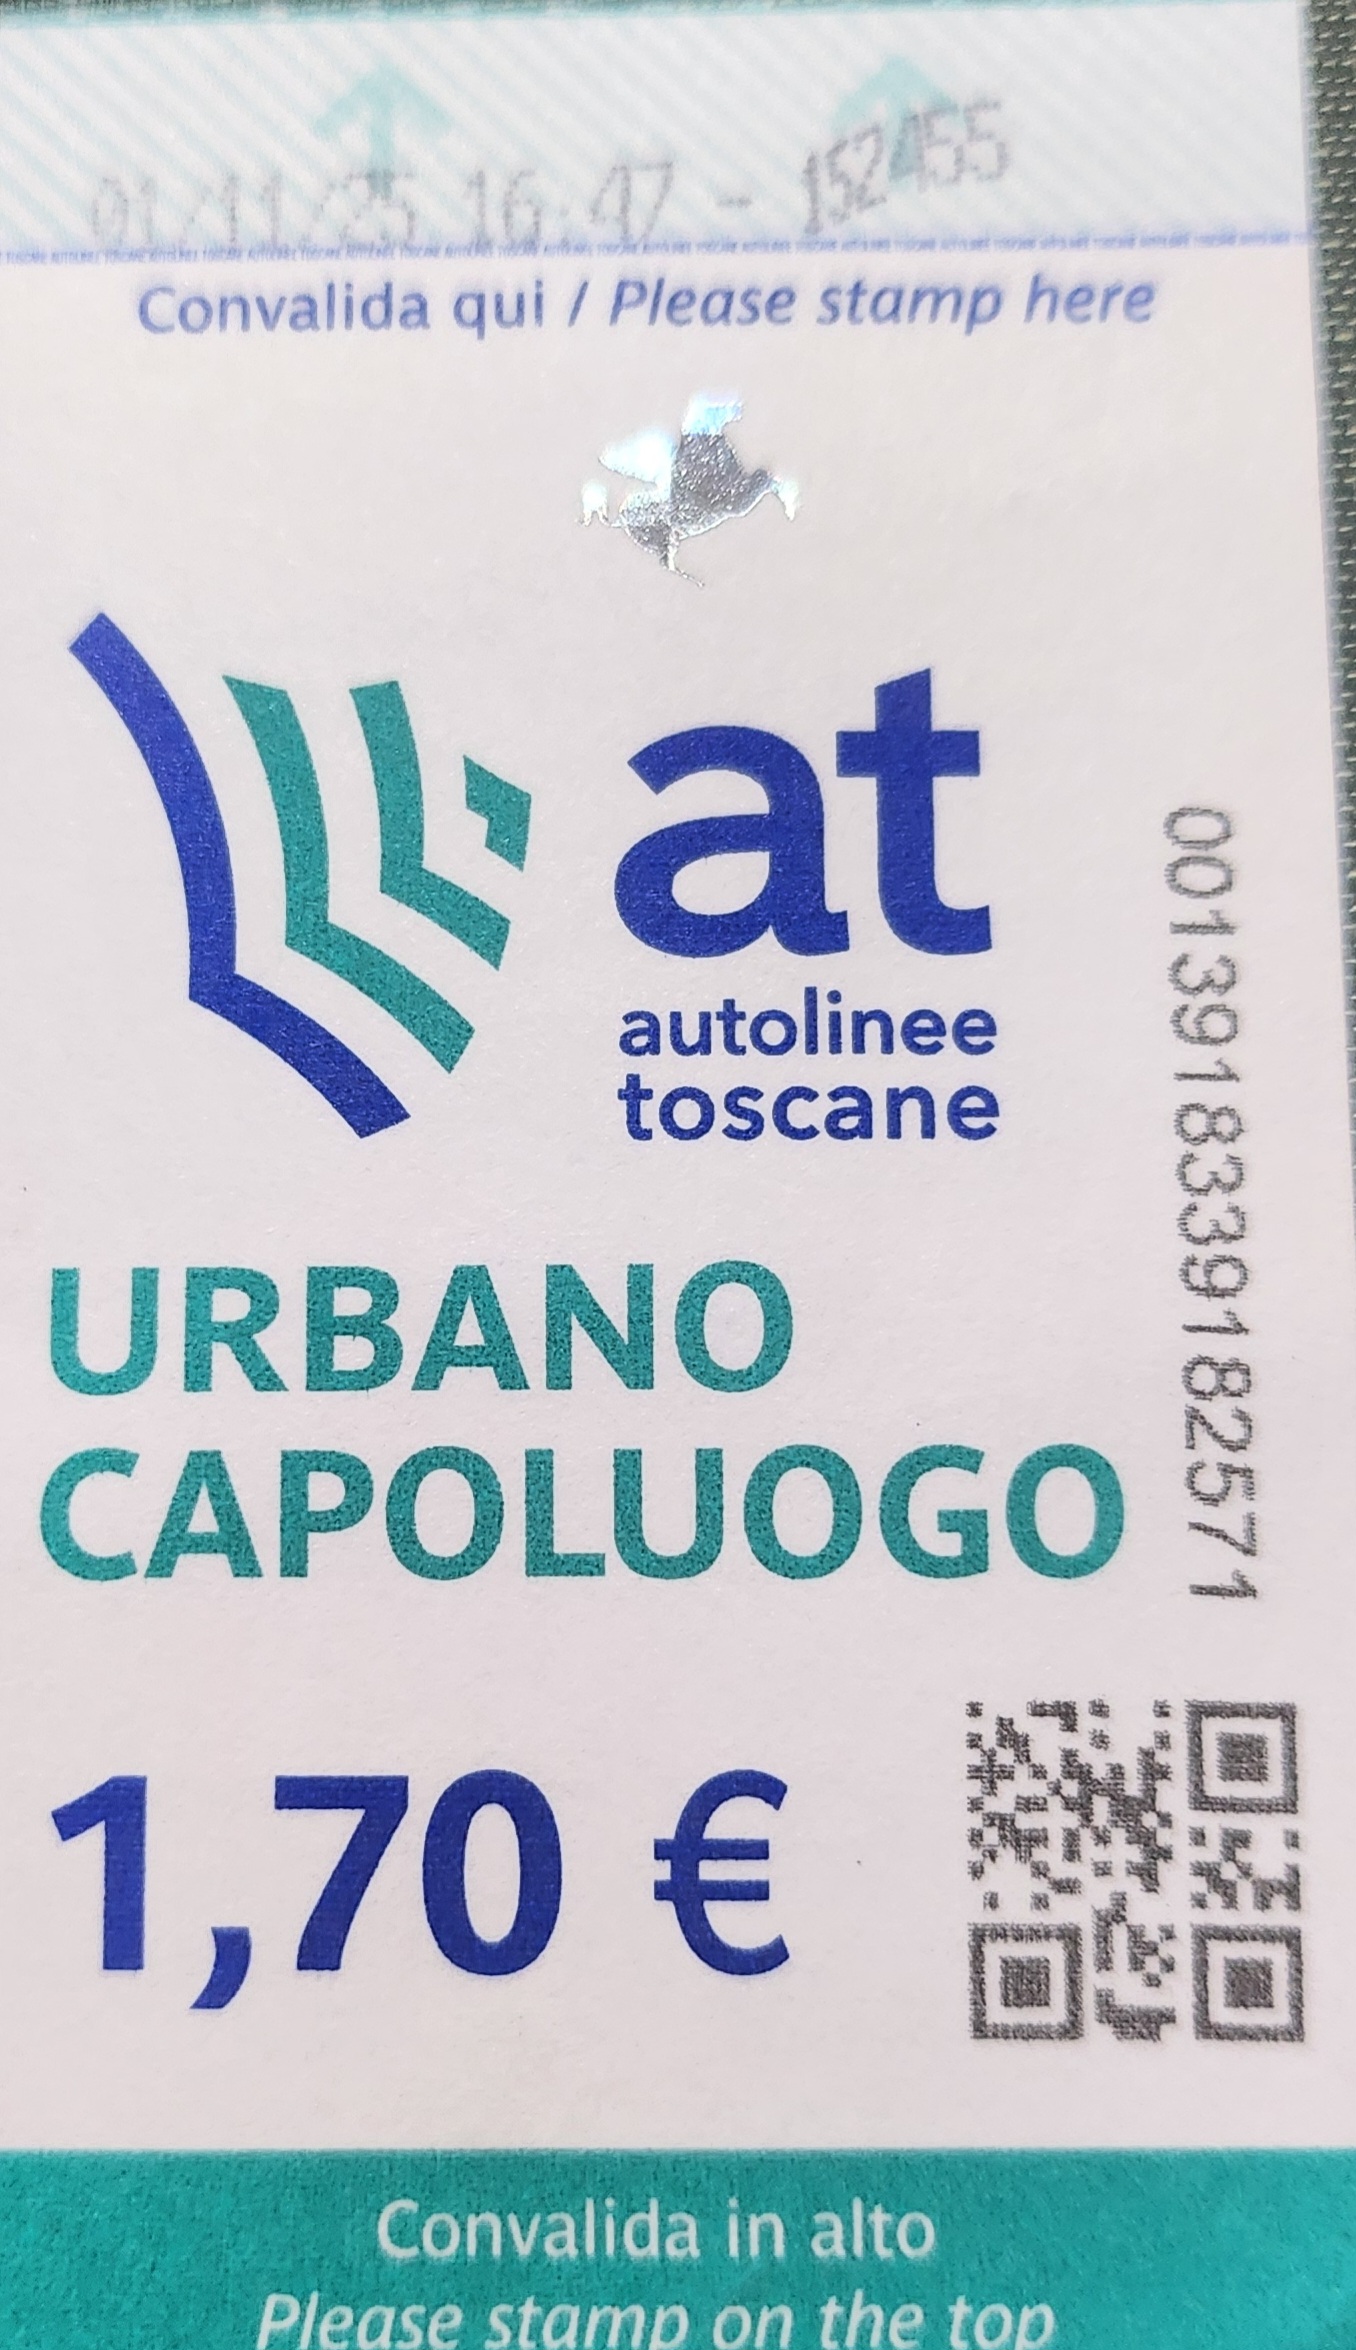 01/11/25 16:47 - 152455
Convalida qui / Please stamp here
at
autolinee
toscane
0013918339182571
URBANO
CAPOLUOGO
1,70 €
Convalida in alto
Please stamp on the top